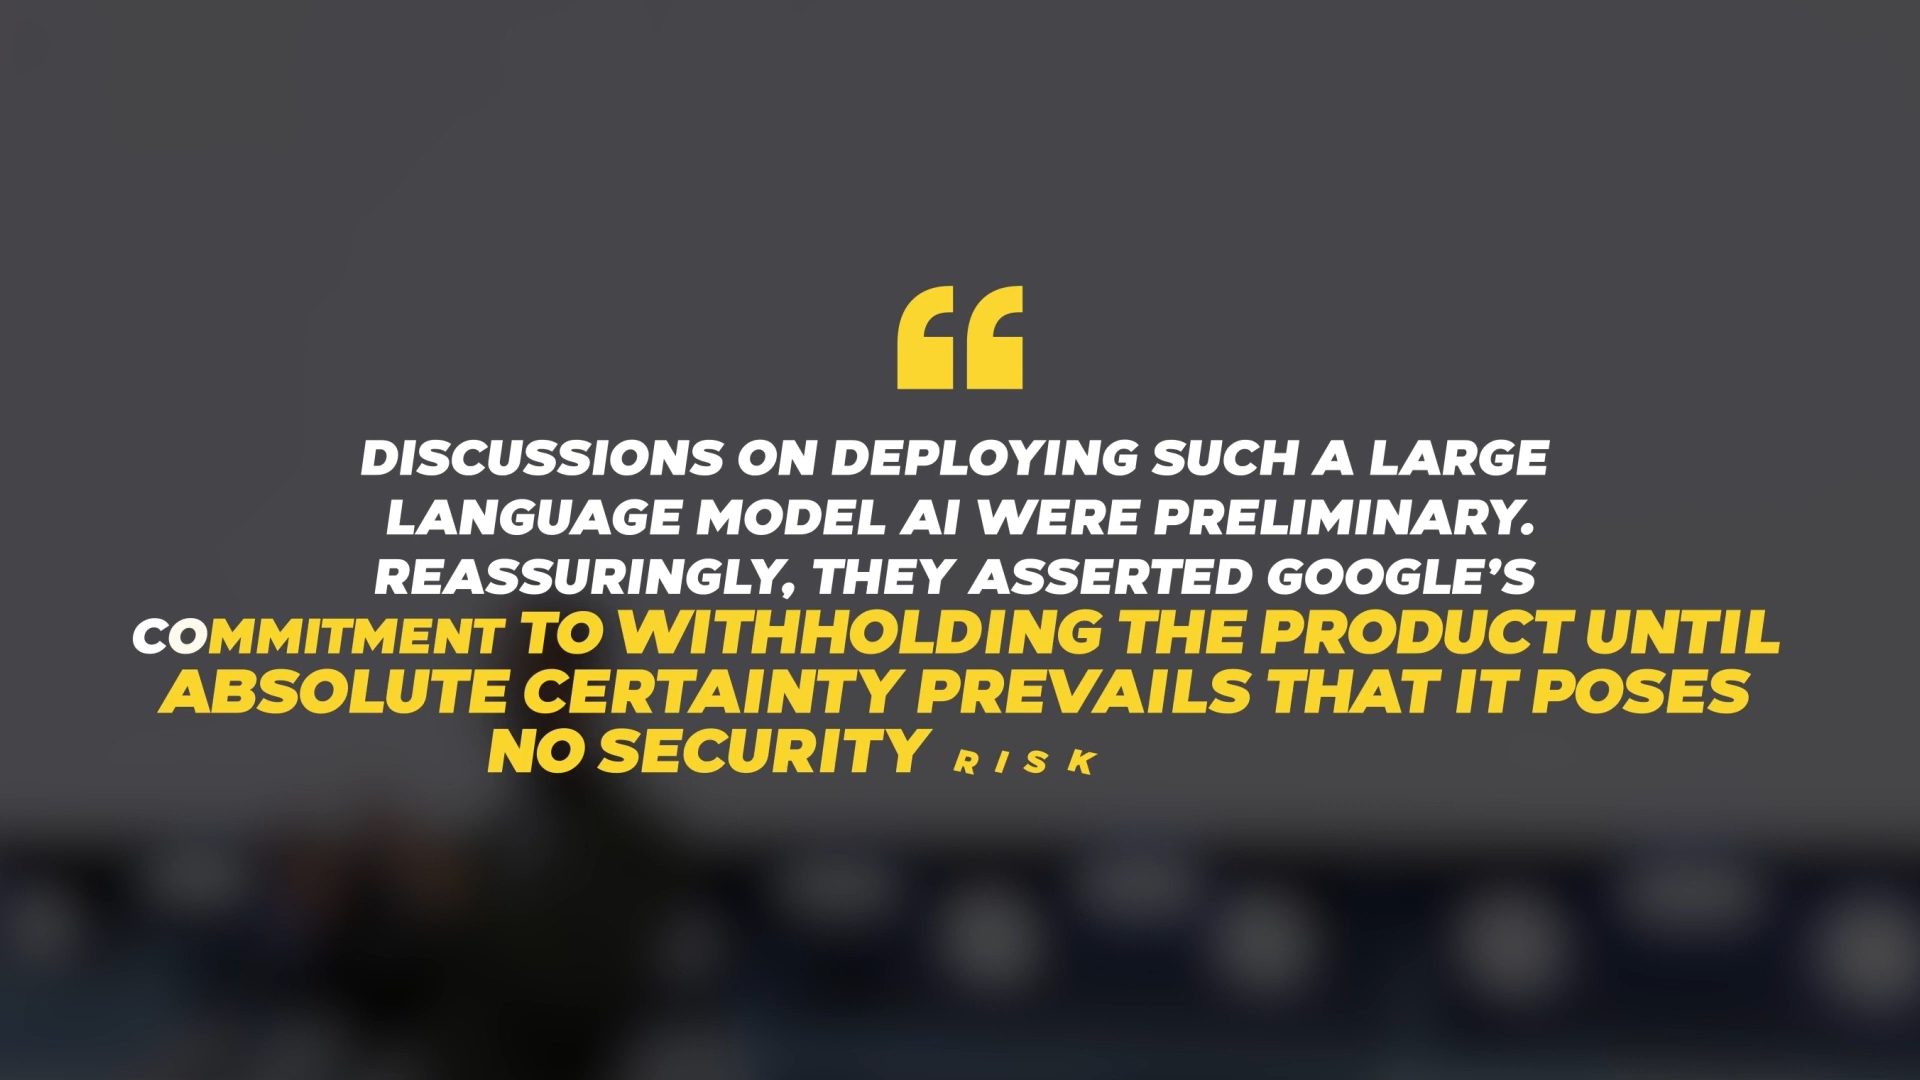 “
DISCUSSIONS ON DEPLOYING SUCH A LARGE
LANGUAGE MODEL AI WERE PRELIMINARY.
REASSURINGLY, THEY ASSERTED GOOGLE’S
COMMITMENT TO WITHHOLDING THE PRODUCT UNTIL
ABSOLUTE CERTAINTY PREVAILS THAT IT POSES
NO SECURITY RISK